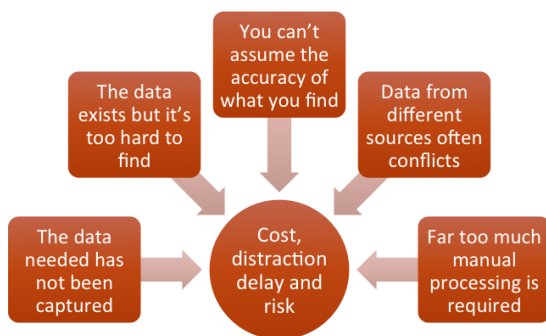 You can't
assume the
accuracy of
what you find
The data
exists but it's
too hard to
find
Data from
different
sources often
conflicts
The data
needed has
not been
captured
Cost,
distraction
delay and
risk
Far too much
manual
processing is
required